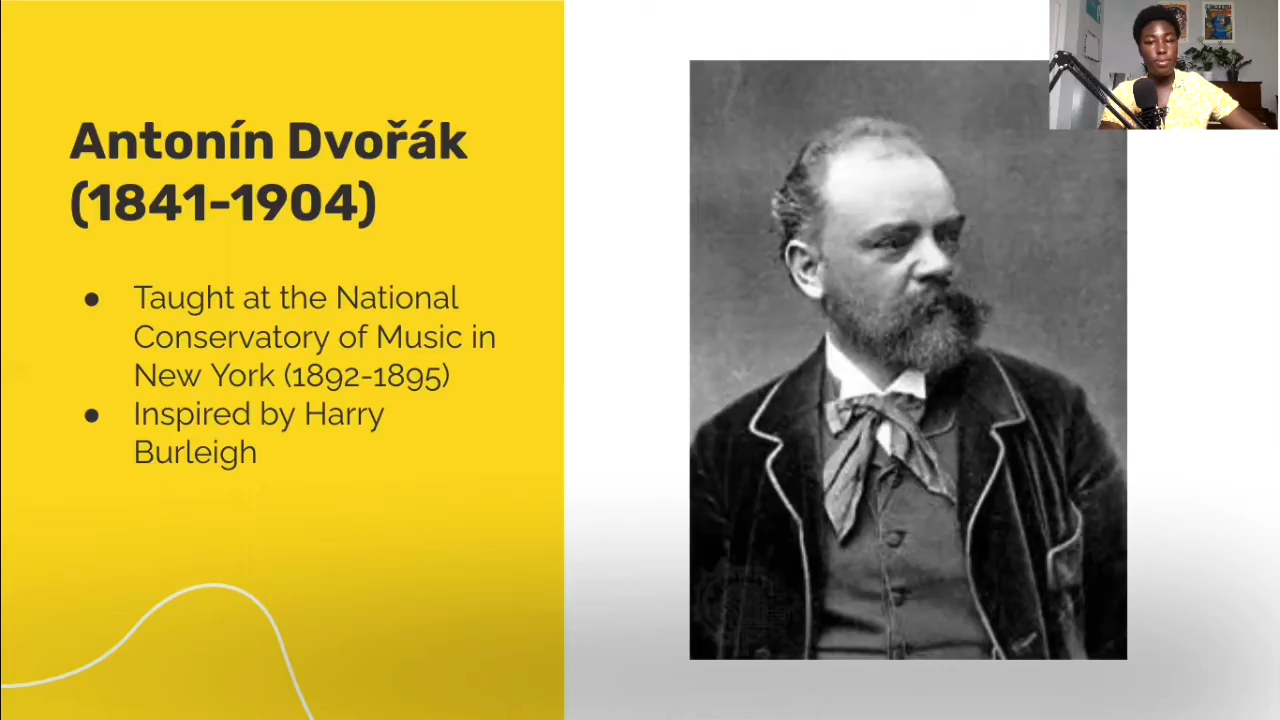 Antonín Dvořák
(1841-1904)
● Taught at the National
Conservatory of Music in
New York (1892-1895)
● Inspired by Harry
Burleigh